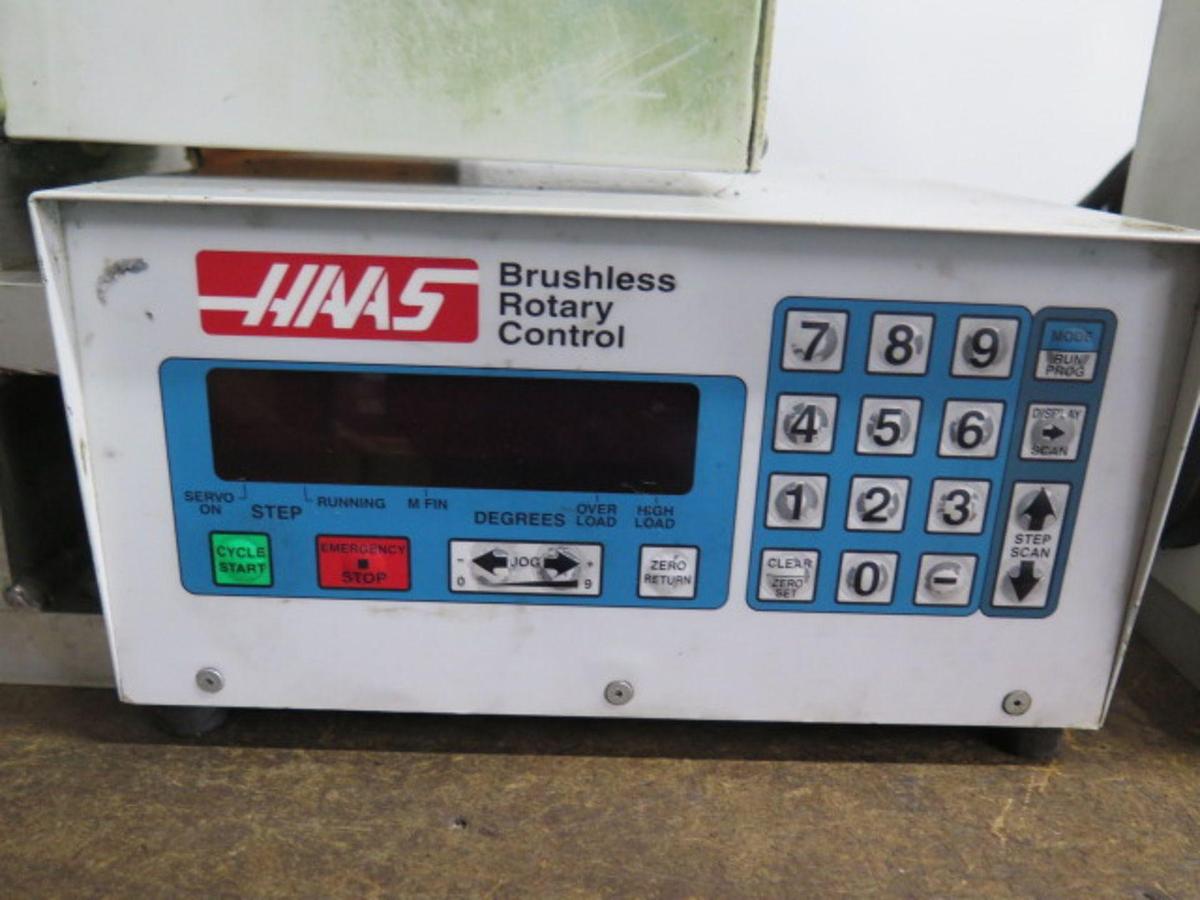 HAAS
Brushless
Rotary
Control
7 8 9
MODE
RUN/
PROG
4 5 6
DISPLAY
SCAN
1 2 3
SERVO
ON
STEP
RUNNING
M FIN
DEGREES
OVER
LOAD
HIGH
LOAD
STEP
SCAN
CYCLE
START
EMERGENCY
STOP
- JOG +
0 9
ZERO
RETURN
CLEAR
ZERO
SET
0 -